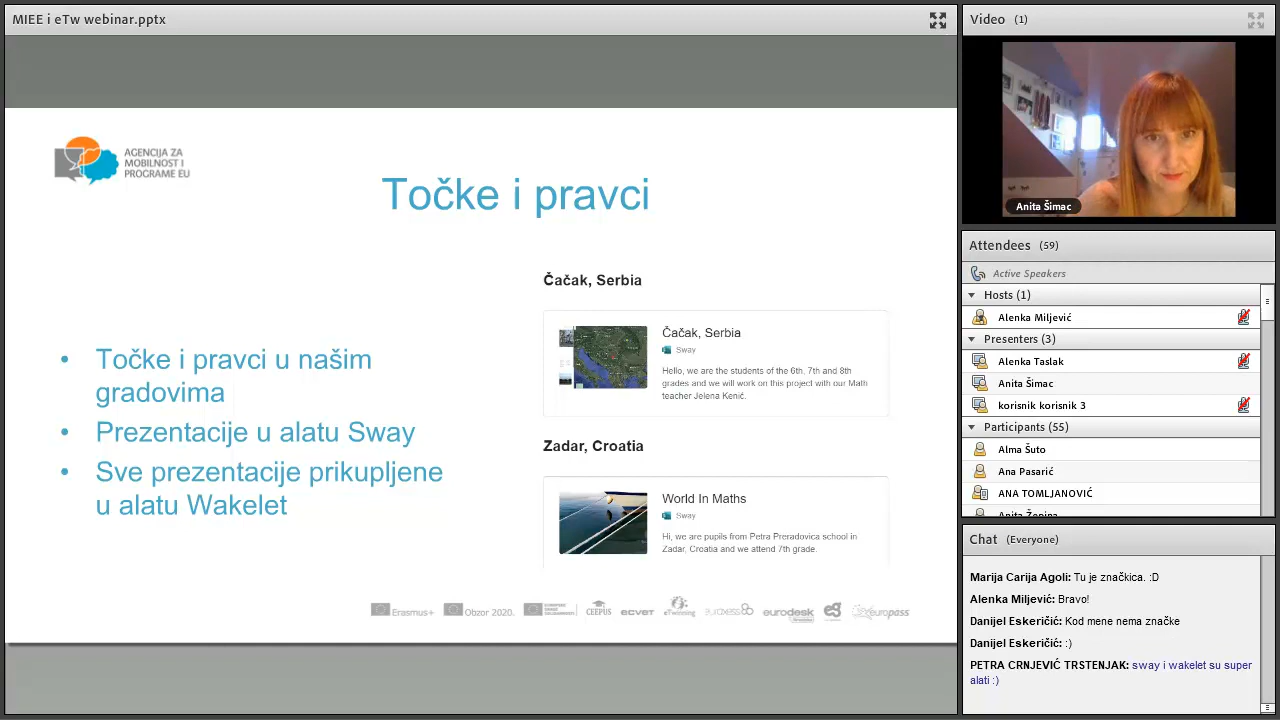 MIEE i eTw webinar.pptx
AGENCIJA ZA
MOBILNOST I
PROGRAME EU
Točke i pravci
• Točke i pravci u našim
gradovima
• Prezentacije u alatu Sway
• Sve prezentacije prikupljene
u alatu Wakelet
Čačak, Serbia
Čačak, Serbia
Sway
Hello, we are the students of the 6th, 7th and 8th
grades and we will work on this project with our Math
teacher Jelena Kenić.
Zadar, Croatia
World In Maths
Sway
Hi, we are pupils from Petra Preradovica school in
Zadar, Croatia and we attend 7th grade.
Erasmus+
Obzor 2020.
CEEPUS
ECVET
eTwinning
euraxess
eurodesk
europass
Video (1)
Anita Šimac
Attendees (59)
Active Speakers
Hosts (1)
Alenka Miljević
Presenters (3)
Alenka Taslak
Anita Šimac
korisnik korisnik 3
Participants (55)
Alma Šuto
Ana Pasarić
ANA TOMLJANOVIĆ
Anita Žepina
Chat (Everyone)
Marija Carija Agoli: Tu je značkica. :D
Alenka Miljević: Bravo!
Danijel Eskeričić: Kod mene nema značke
Danijel Eskeričić: :)
PETRA CRNJEVIĆ TRSTENJAK: sway i wakelet su super
alati :)